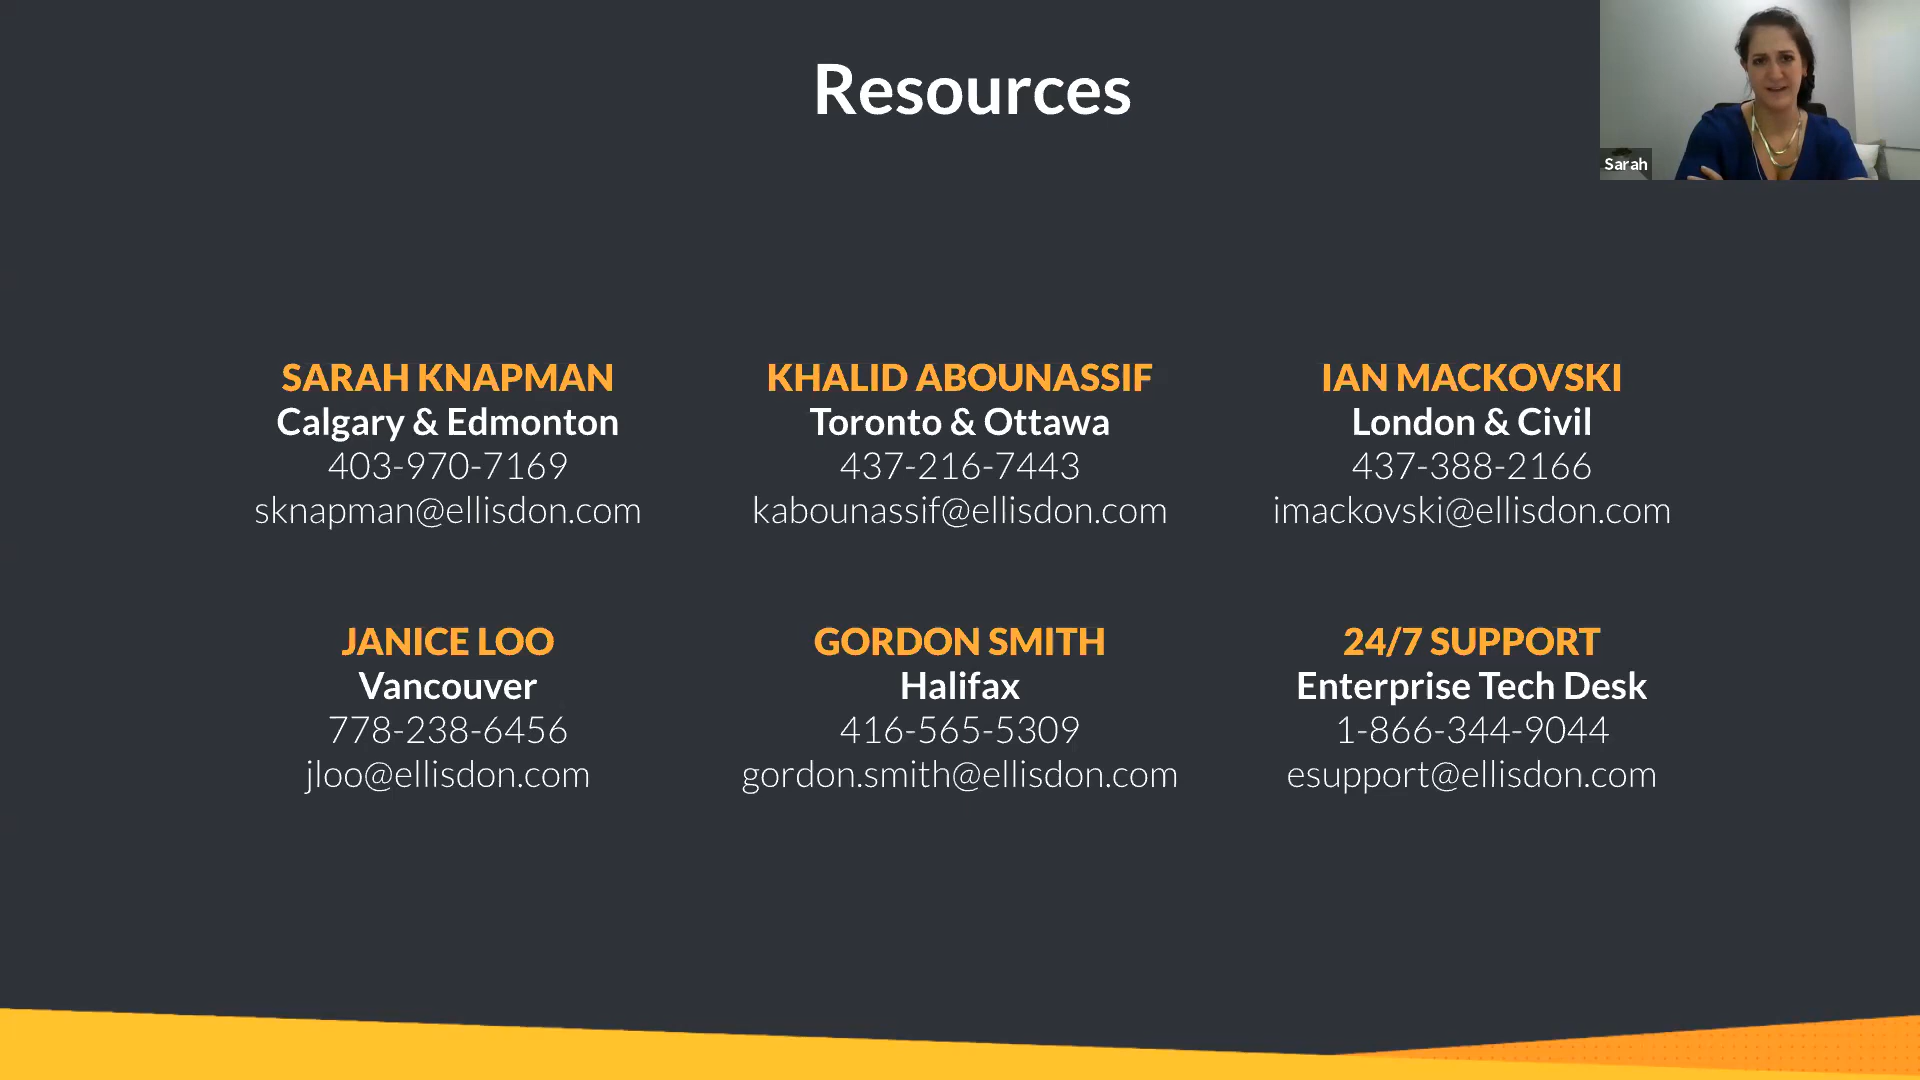 Resources
Sarah
SARAH KNAPMAN
Calgary & Edmonton
403-970-7169
sknapman@ellisdon.com
KHALID ABOUNASSIF
Toronto & Ottawa
437-216-7443
kabounassif@ellisdon.com
IAN MACKOVSKI
London & Civil
437-388-2166
imackovski@ellisdon.com
JANICE LOO
Vancouver
778-238-6456
jloo@ellisdon.com
GORDON SMITH
Halifax
416-565-5309
gordon.smith@ellisdon.com
24/7 SUPPORT
Enterprise Tech Desk
1-866-344-9044
esupport@ellisdon.com